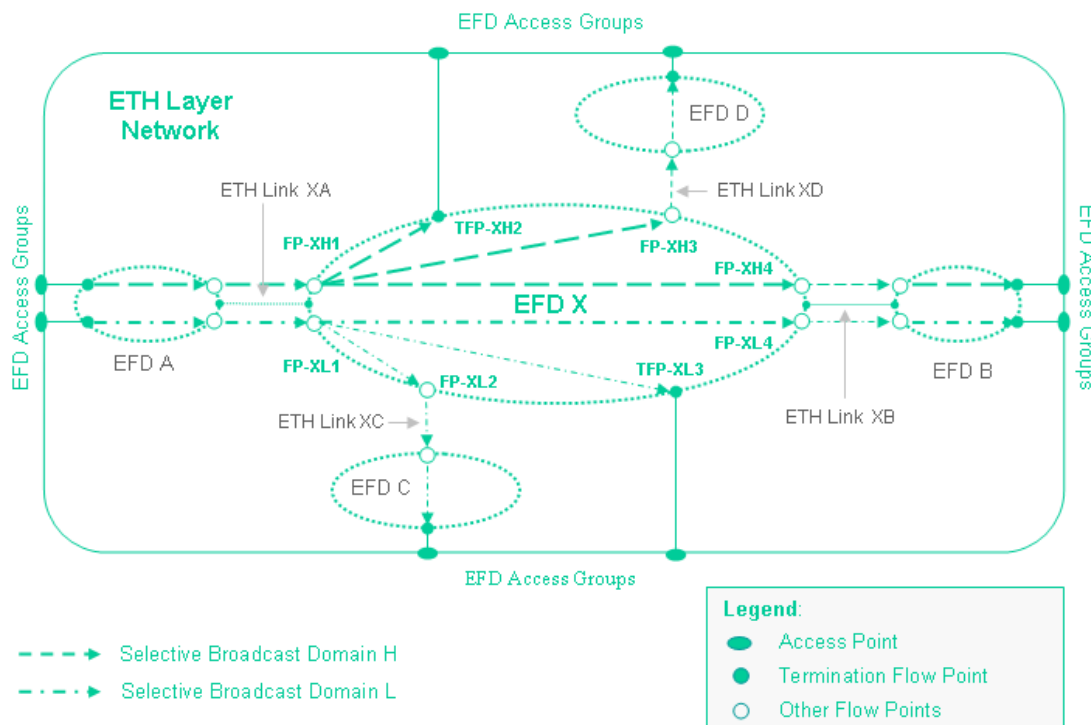 EFD Access Groups
ETH Layer
Network
EFD D
ETH Link XA
ETH Link XD
EFD Access Groups
FP-XH1
TFP-XH2
FP-XH3
FP-XH4
EFD Access Groups
EFD X
EFD A
FP-XL1
FP-XL2
TFP-XL3
FP-XL4
EFD B
ETH Link XC
ETH Link XB
EFD C
EFD Access Groups
Legend:
Access Point
Termination Flow Point
Other Flow Points
Selective Broadcast Domain H
Selective Broadcast Domain L